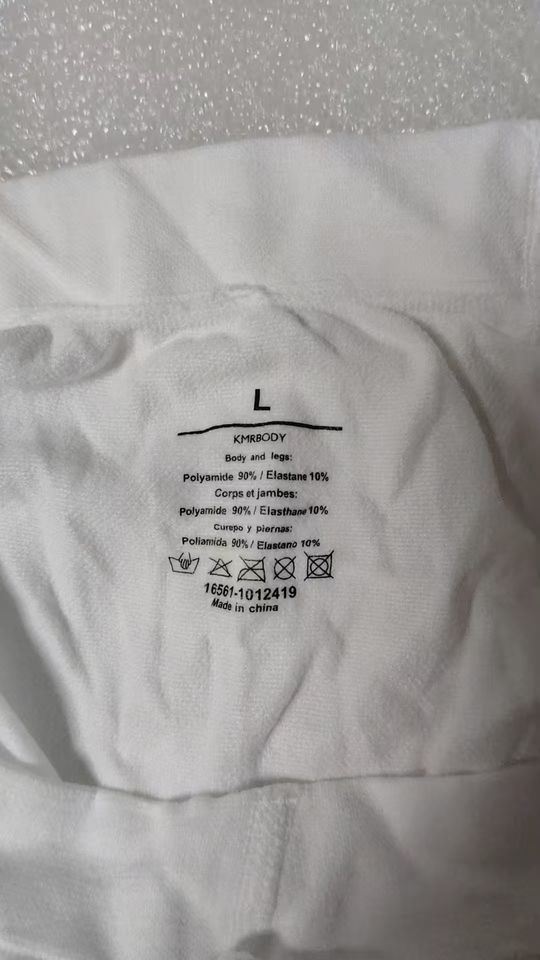 L
KMRBODY
Body and legs:
Polyamide 90% / Elastane 10%
Corps et jambes:
Polyamide 90% / Elasthane 10%
Curepo y piernas:
Poliamida 90% / Elastano 10%
16561-1012419
Made in china